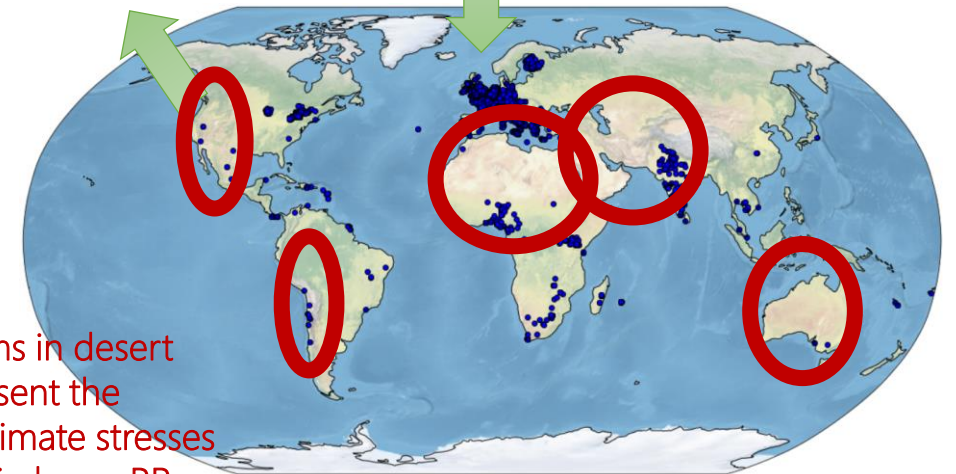 ns in desert
sent the
imate stresses